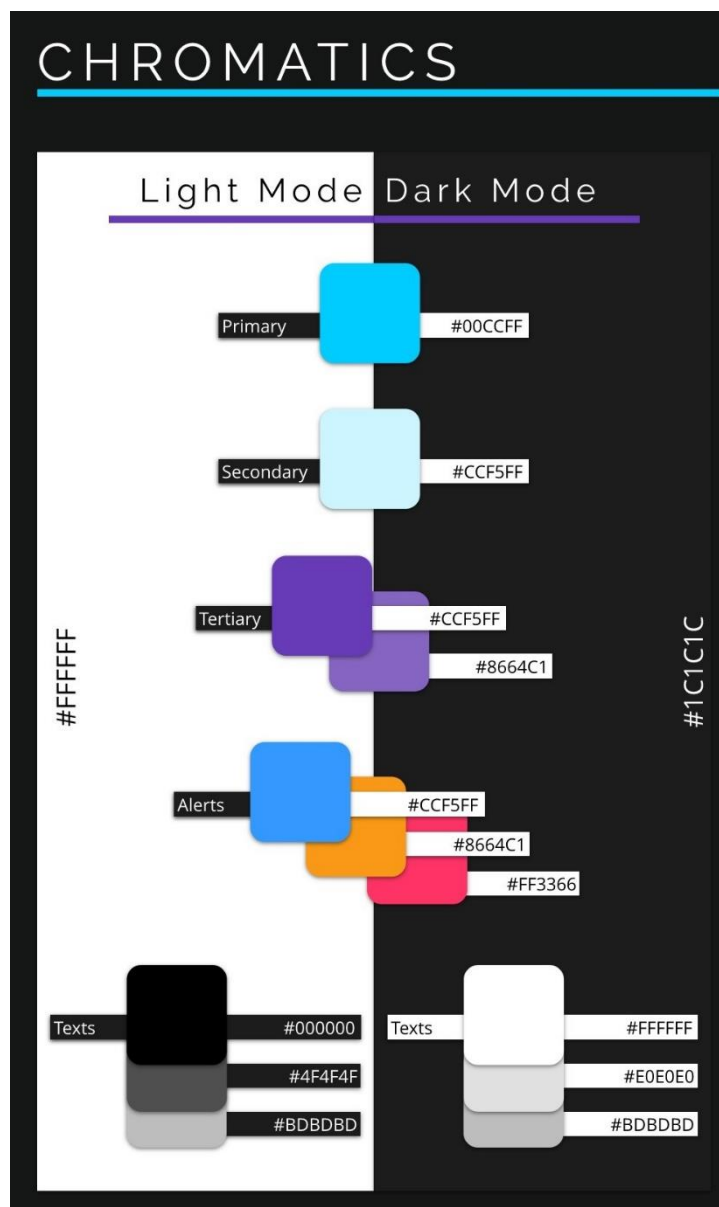 CHROMATICS
Light Mode Dark Mode
Primary #00CCFF
Secondary #CCF5FF
#FFFFFF
#1C1C1C
Tertiary #CCF5FF
#8664C1
Alerts #CCF5FF
#8664C1
#FF3366
Texts #000000
#4F4F4F
#BDBDBD
Texts #FFFFFF
#E0E0E0
#BDBDBD